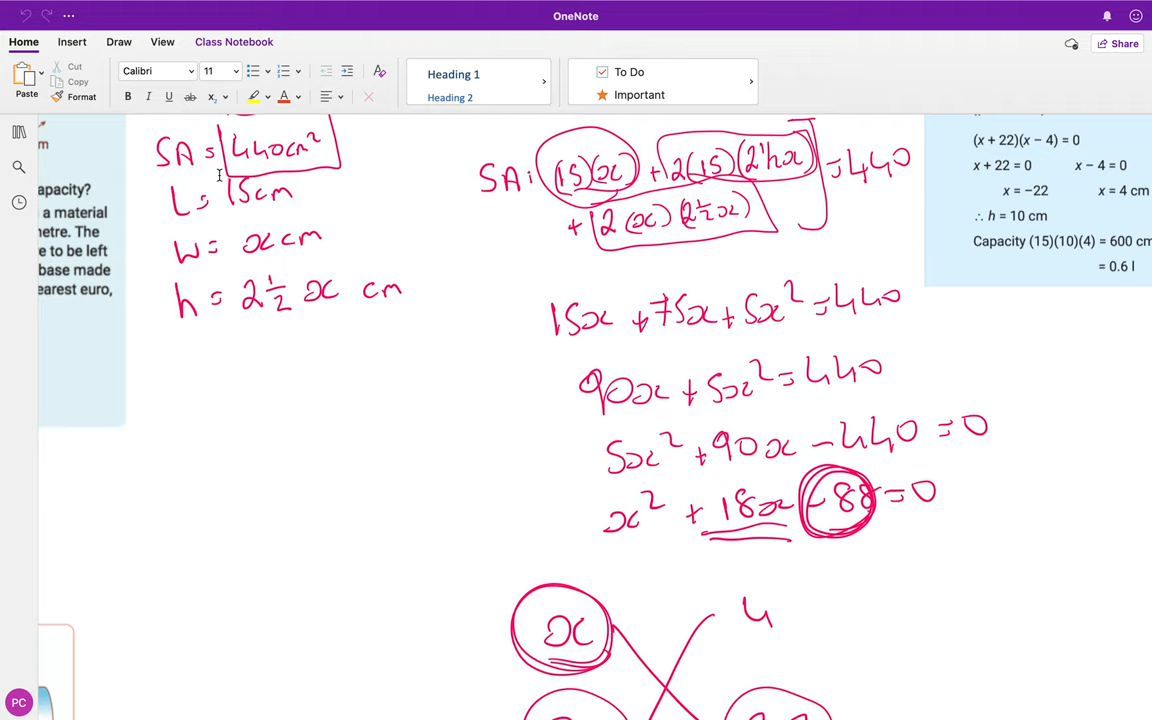 OneNote
Home Insert Draw View Class Notebook
Share
Paste
Cut
Copy
Format
Calibri 11
B I U x₂ A
Heading 1
Heading 2
To Do
Important
m
apacity?
a material
netre. The
e to be left
base made
earest euro,
SA = 440cm²
L = 15cm
W = x cm
h = 2½ x cm
SA: (15)(x) + 2(15)(2½x) = 440
+ 2(x)(2½x)
15x + 75x + 5x² = 440
90x + 5x² = 440
5x² + 90x - 440 = 0
x² + 18x - 88 = 0
x 4
(x + 22)(x − 4) = 0
x + 22 = 0 x − 4 = 0
x = −22 x = 4 cm
∴ h = 10 cm
Capacity (15)(10)(4) = 600 cm
= 0.6 l
PC